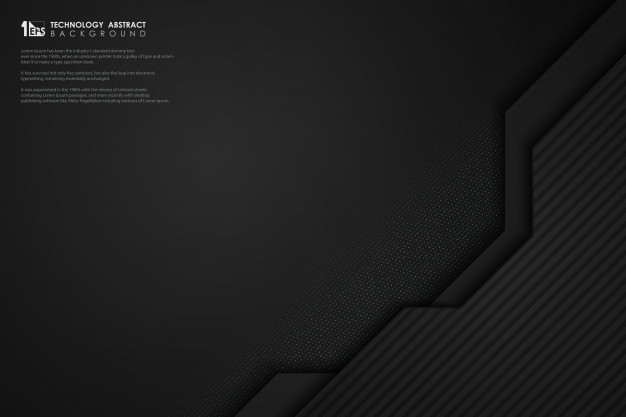 1 EPS TECHNOLOGY ABSTRACT
BACKGROUND
Lorem Ipsum has been the industry's standard dummy text
ever since the 1500s, when an unknown printer took a galley of type and scram-
bled it to make a type specimen book.
It has survived not only five centuries, but also the leap into electronic
typesetting, remaining essentially unchanged.
It was popularised in the 1960s with the release of Letraset sheets
containing Lorem Ipsum passages, and more recently with desktop
publishing software like Aldus PageMaker including versions of Lorem Ipsum.